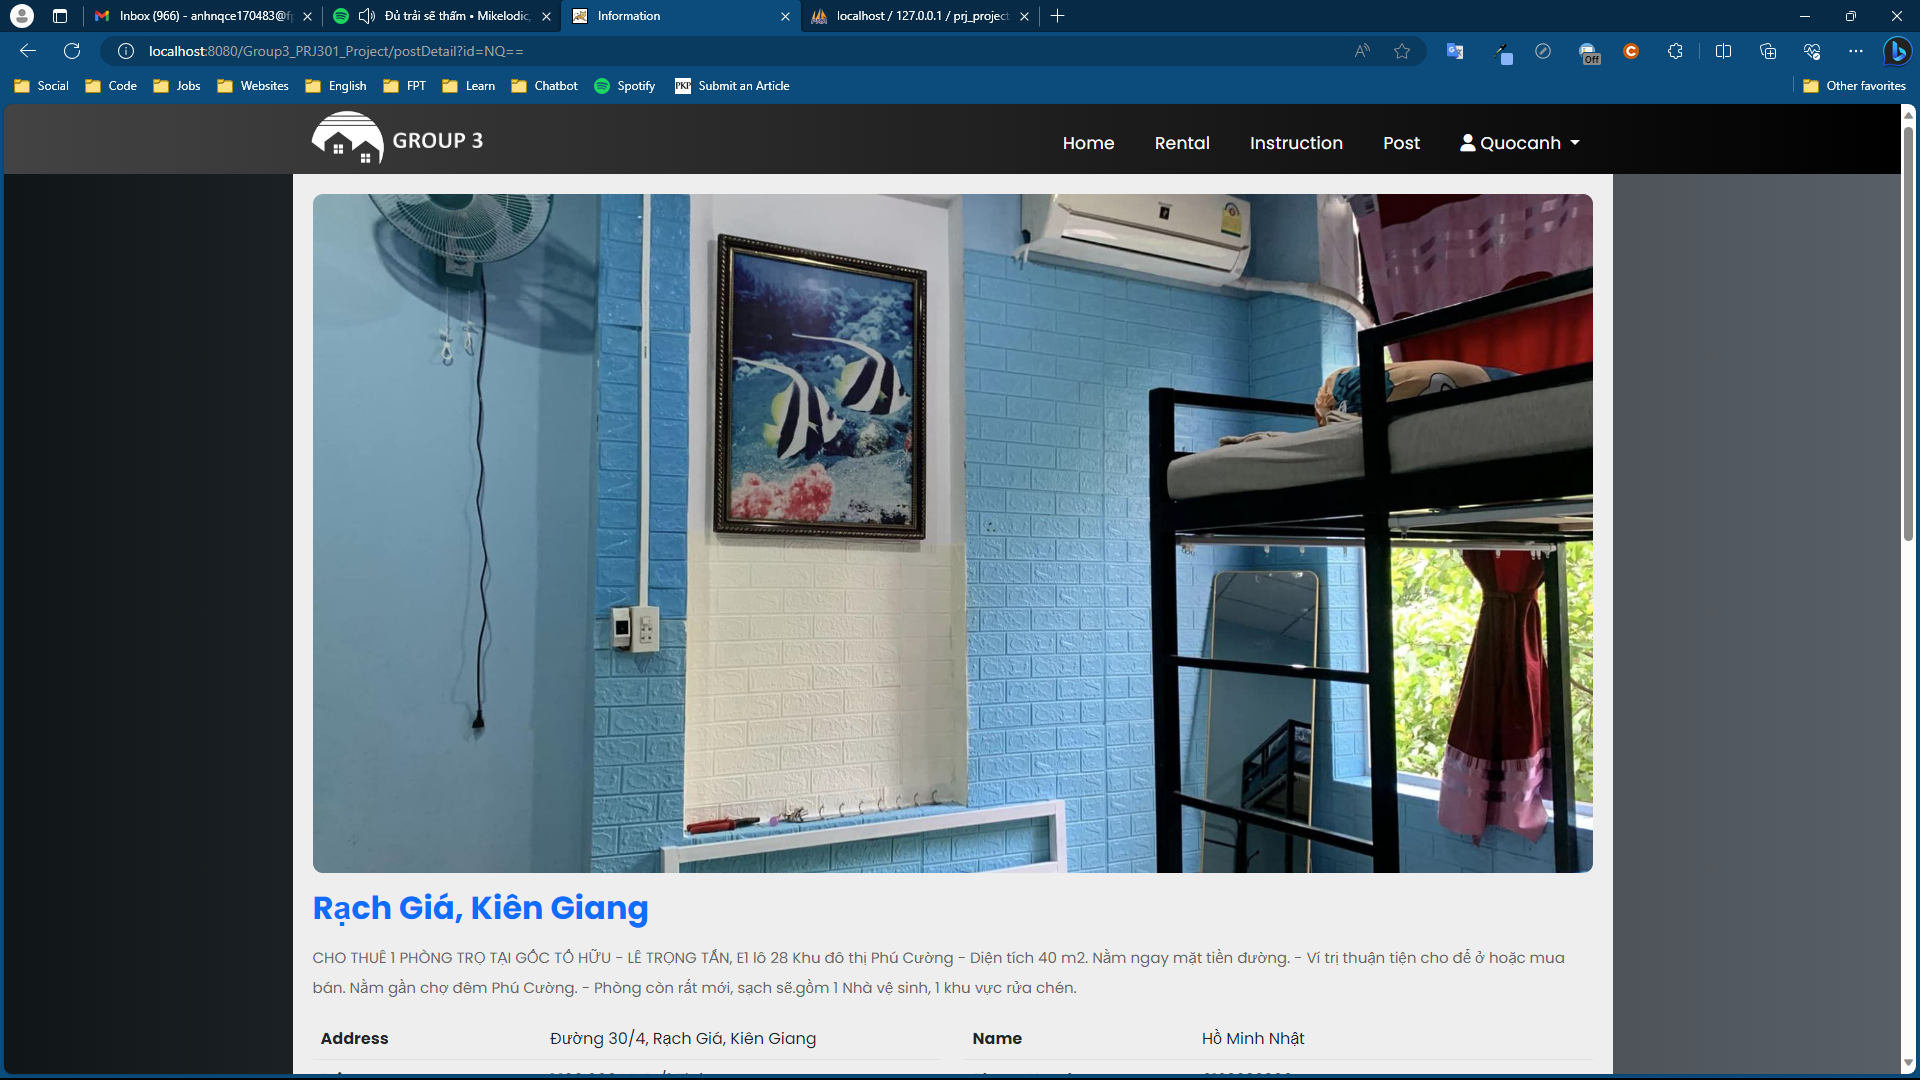 Inbox (966) - anhnqce170483@f
Đủ trải sẽ thấm • Mikelodic,
Information
localhost / 127.0.0.1 / prj_project
localhost:8080/Group3_PRJ301_Project/postDetail?id=NQ==
Off
Social
Code
Jobs
Websites
English
FPT
Learn
Chatbot
Spotify
PKP
Submit an Article
Other favorites
GROUP 3
Home
Rental
Instruction
Post
Quocanh
Rạch Giá, Kiên Giang
CHO THUÊ 1 PHÒNG TRỌ TẠI GỐC TỐ HỮU - LÊ TRỌNG TẤN, E1 lô 28 Khu đô thị Phú Cường - Diện tích 40 m2. Nằm ngay mặt tiền đường. - Ví trị thuận tiện cho để ở hoặc mua
bán. Nằm gần chợ đêm Phú Cường. - Phòng còn rất mới, sạch sẽ.gồm 1 Nhà vệ sinh, 1 khu vực rửa chén.
Address
Đường 30/4, Rạch Giá, Kiên Giang
Name
Hồ Minh Nhật